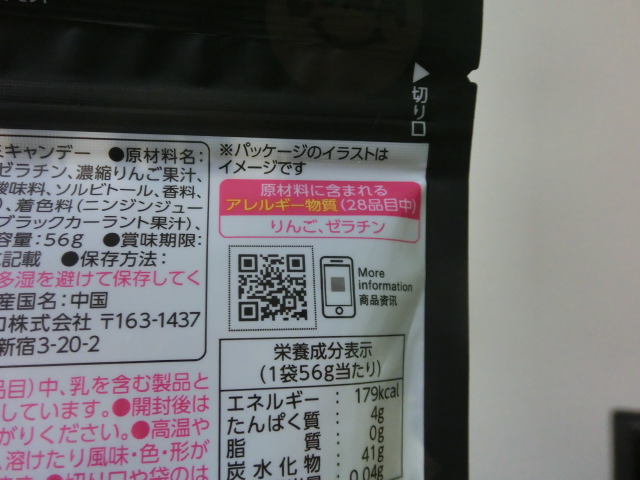 切り口
ミキャンデー ●原材料名:
ゼラチン、濃縮りんご果汁、
酸味料、ソルビトール、香料、
)、着色料(ニンジンジュー
ブラックカーラント果汁)、
容量:56g ●賞味期限:
記載 ●保存方法:
多湿を避けて保存してく
産国名:中国
株式会社 〒163-1437
新宿3-20-2
※パッケージのイラストは
イメージです
原材料に含まれる
アレルギー物質(28品目中)
りんご、ゼラチン
More
information
商品资讯
栄養成分表示
(1袋56g当たり)
エネルギー: 179kcal
たんぱく質: 4g
脂質: 0g
炭水化物: 41g
0.04g
品目)中、乳を含む製品と
しています。●開封後は
がりください。●高温や
溶けたり風味・色・形が
ます。●切り口や袋のは